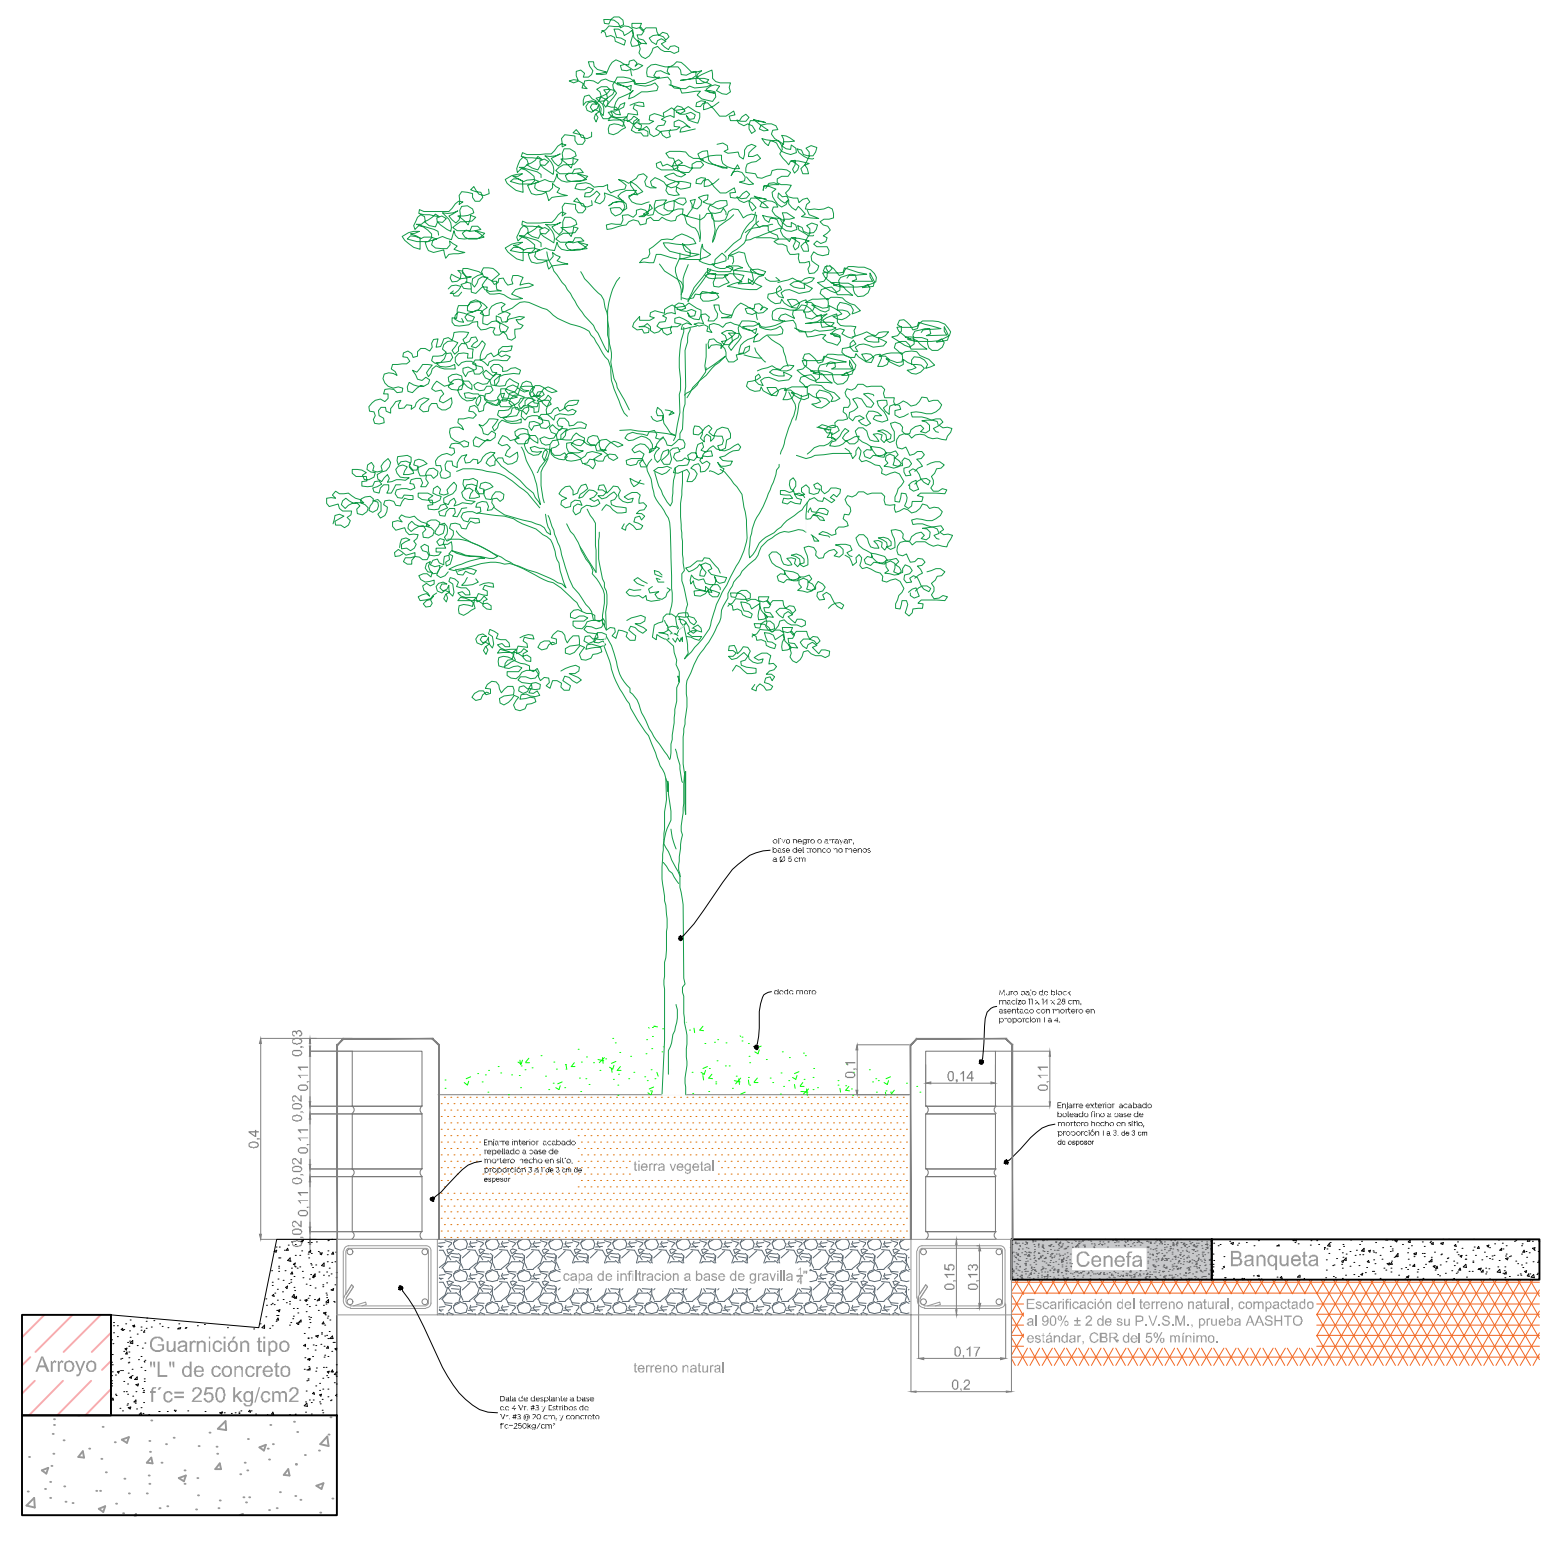 olivo negro o arrayan,
base del tronco no menos
a Ø 5 cm
dedo moro
Muro bajo de block
macizo 11 x 14 x 28 cm,
asentado con mortero en
proporción 1 a 4.
0,03
0,11
0,02
0,11
0,02
0,11
0,02
0,4
0,1
0,14
0,11
Enjarre exterior acabado
boleado fino a base de
mortero hecho en sitio,
proporción 1 a 3. de 3 cm
de espesor
Enjarre interior acabado
repellado a base de
mortero hecho en sitio,
proporción 3 a 1 de 3 cm de
espesor
tierra vegetal
capa de infiltracion a base de gravilla ½"
0,15
0,13
Cenefa
Banqueta
Escarificación del terreno natural, compactado
al 90% ± 2 de su P.V.S.M., prueba AASHTO
estándar, CBR del 5% mínimo.
0,17
0,2
Arroyo
Guarnición tipo
"L" de concreto
f´c= 250 kg/cm2
terreno natural
Dala de desplante a base
de 4 Vr. #3 y Estribos de
Vr. #3 @ 20 cm, y concreto
f'c=250kg/cm²